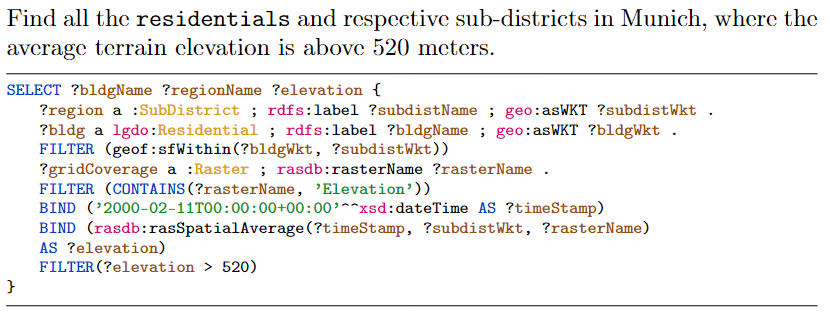 Find all the residentials and respective sub-districts in Munich, where the
average terrain elevation is above 520 meters.
SELECT ?bldgName ?regionName ?elevation {
?region a :SubDistrict ; rdfs:label ?subdistName ; geo:asWKT ?subdistWkt .
?bldg a lgdo:Residential ; rdfs:label ?bldgName ; geo:asWKT ?bldgWkt .
FILTER (geof:sfWithin(?bldgWkt, ?subdistWkt))
?gridCoverage a :Raster ; rasdb:rasterName ?rasterName .
FILTER (CONTAINS(?rasterName, ’Elevation’))
BIND (’2000-02-11T00:00:00+00:00’^^xsd:dateTime AS ?timeStamp)
BIND (rasdb:rasSpatialAverage(?timeStamp, ?subdistWkt, ?rasterName)
AS ?elevation)
FILTER(?elevation > 520)
}